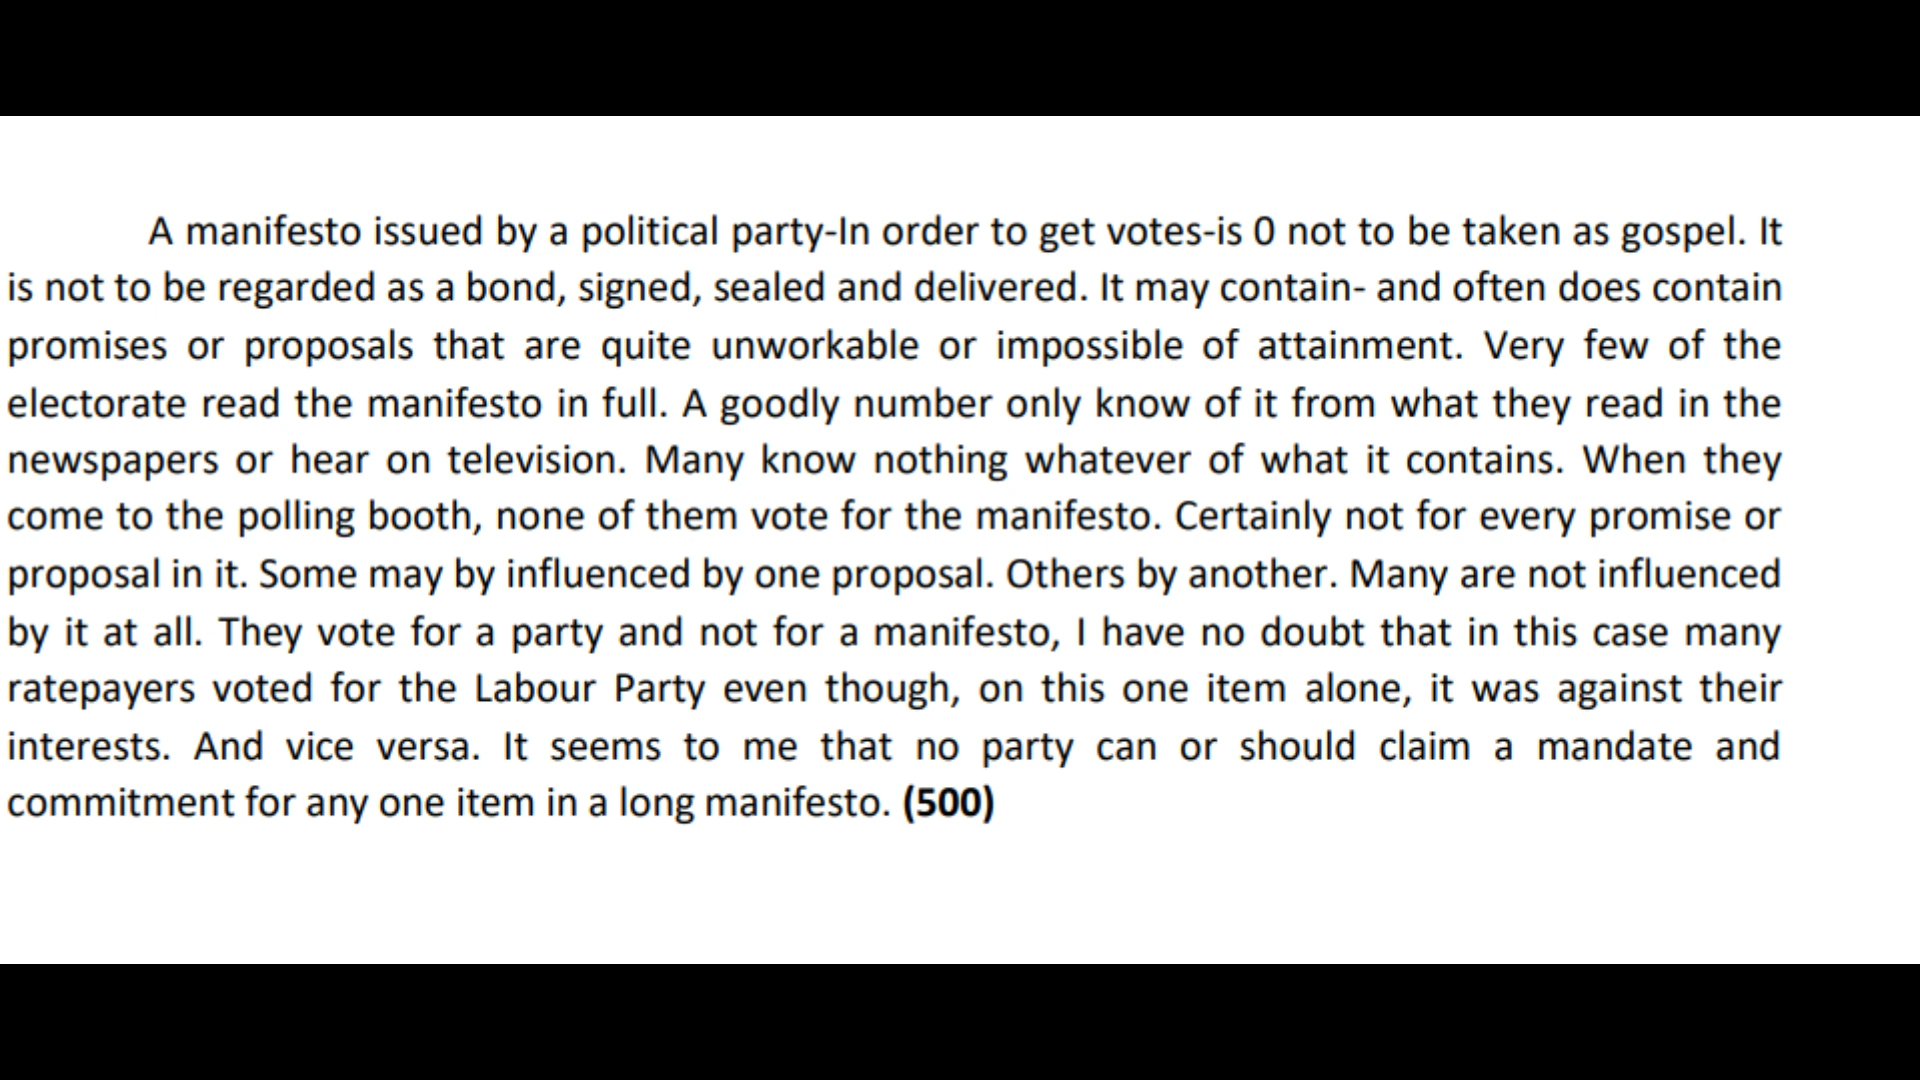 A manifesto issued by a political party-In order to get votes-is 0 not to be taken as gospel. It
is not to be regarded as a bond, signed, sealed and delivered. It may contain- and often does contain
promises or proposals that are quite unworkable or impossible of attainment. Very few of the
electorate read the manifesto in full. A goodly number only know of it from what they read in the
newspapers or hear on television. Many know nothing whatever of what it contains. When they
come to the polling booth, none of them vote for the manifesto. Certainly not for every promise or
proposal in it. Some may by influenced by one proposal. Others by another. Many are not influenced
by it at all. They vote for a party and not for a manifesto, I have no doubt that in this case many
ratepayers voted for the Labour Party even though, on this one item alone, it was against their
interests. And vice versa. It seems to me that no party can or should claim a mandate and
commitment for any one item in a long manifesto. (500)